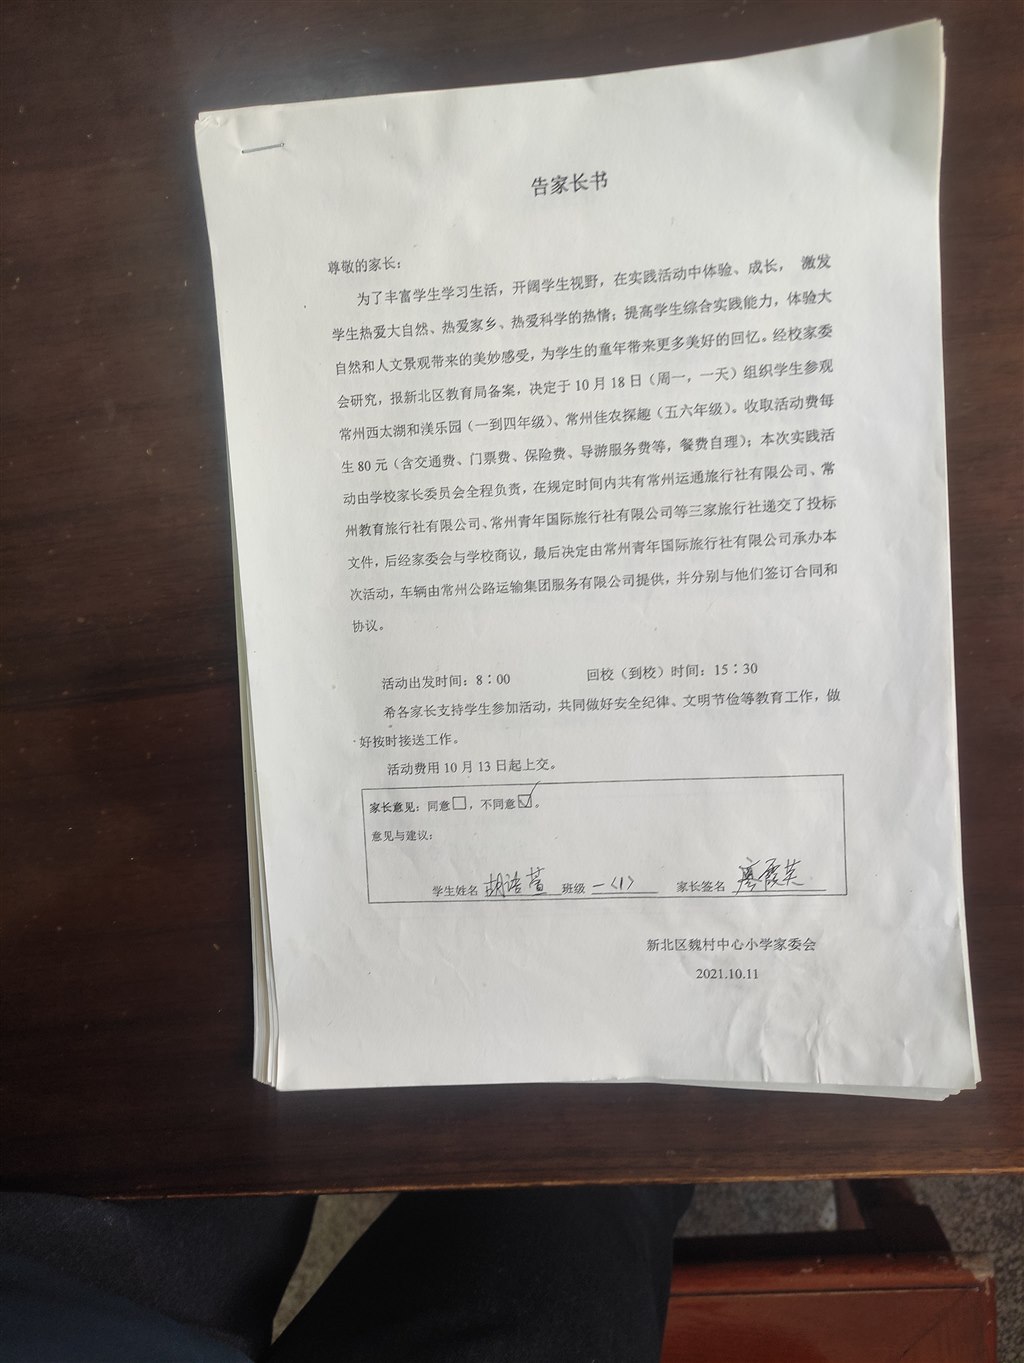 告家长书
尊敬的家长：
为了丰富学生学习生活，开阔学生视野，在实践活动中体验、成长， 激发
学生热爱大自然、热爱家乡、热爱科学的热情；提高学生综合实践能力，体验大
自然和人文景观带来的美妙感受，为学生的童年带来更多美好的回忆。经校家委
会研究，报新北区教育局备案，决定于 10 月 18 日（周一，一天）组织学生参观
常州西太湖和渼乐园（一到四年级）、常州佳农探趣（五六年级）。收取活动费每
生 80 元（含交通费、门票费、保险费、导游服务费等，餐费自理）；本次实践活
动由学校家长委员会全程负责，在规定时间内共有常州运通旅行社有限公司、常
州教育旅行社有限公司、常州青年国际旅行社有限公司等三家旅行社递交了投标
文件，后经家委会与学校商议，最后决定由常州青年国际旅行社有限公司承办本
次活动，车辆由常州公路运输集团服务有限公司提供，并分别与他们签订合同和
协议。
活动出发时间：8：00 回校（到校）时间：15：30
希各家长支持学生参加活动，共同做好安全纪律、文明节俭等教育工作，做
好按时接送工作。
活动费用 10 月 13 日起上交。
家长意见：同意□，不同意☑。
意见与建议：
学生姓名 胡浩萱 班级 一〈1〉 家长签名 廖霞英
新北区魏村中心小学家委会
2021.10.11